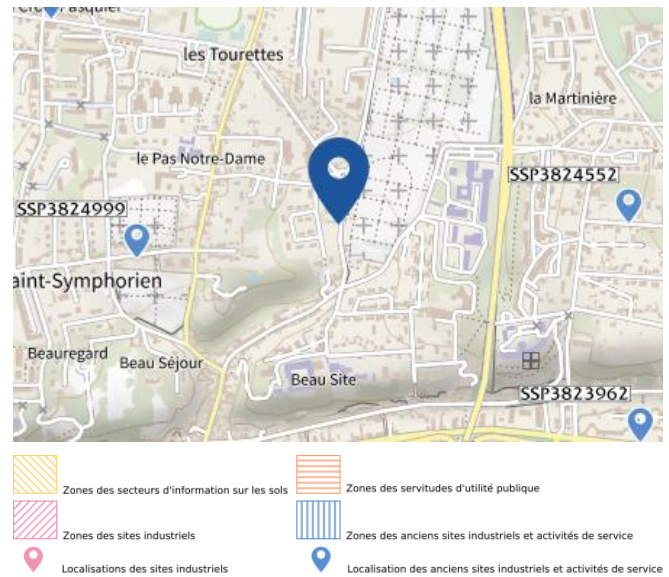 les Tourettes
la Martinière
le Pas Notre-Dame
SSP3824552
SSP3824999
aint-Symphorien
Beauregard
Beau Séjour
Beau Site
SSP3823962
Zones des secteurs d'information sur les sols
Zones des servitudes d'utilité publique
Zones des sites industriels
Zones des anciens sites industriels et activités de service
Localisations des sites industriels
Localisation des anciens sites industriels et activités de service